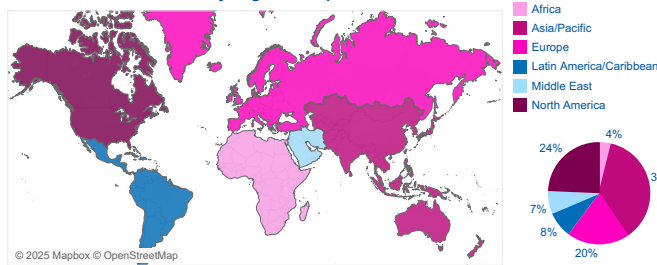 Africa
Asia/Pacific
Europe
Latin America/Caribbean
Middle East
North America
4%
24%
3
7%
8%
20%
© 2025 Mapbox © OpenStreetMap